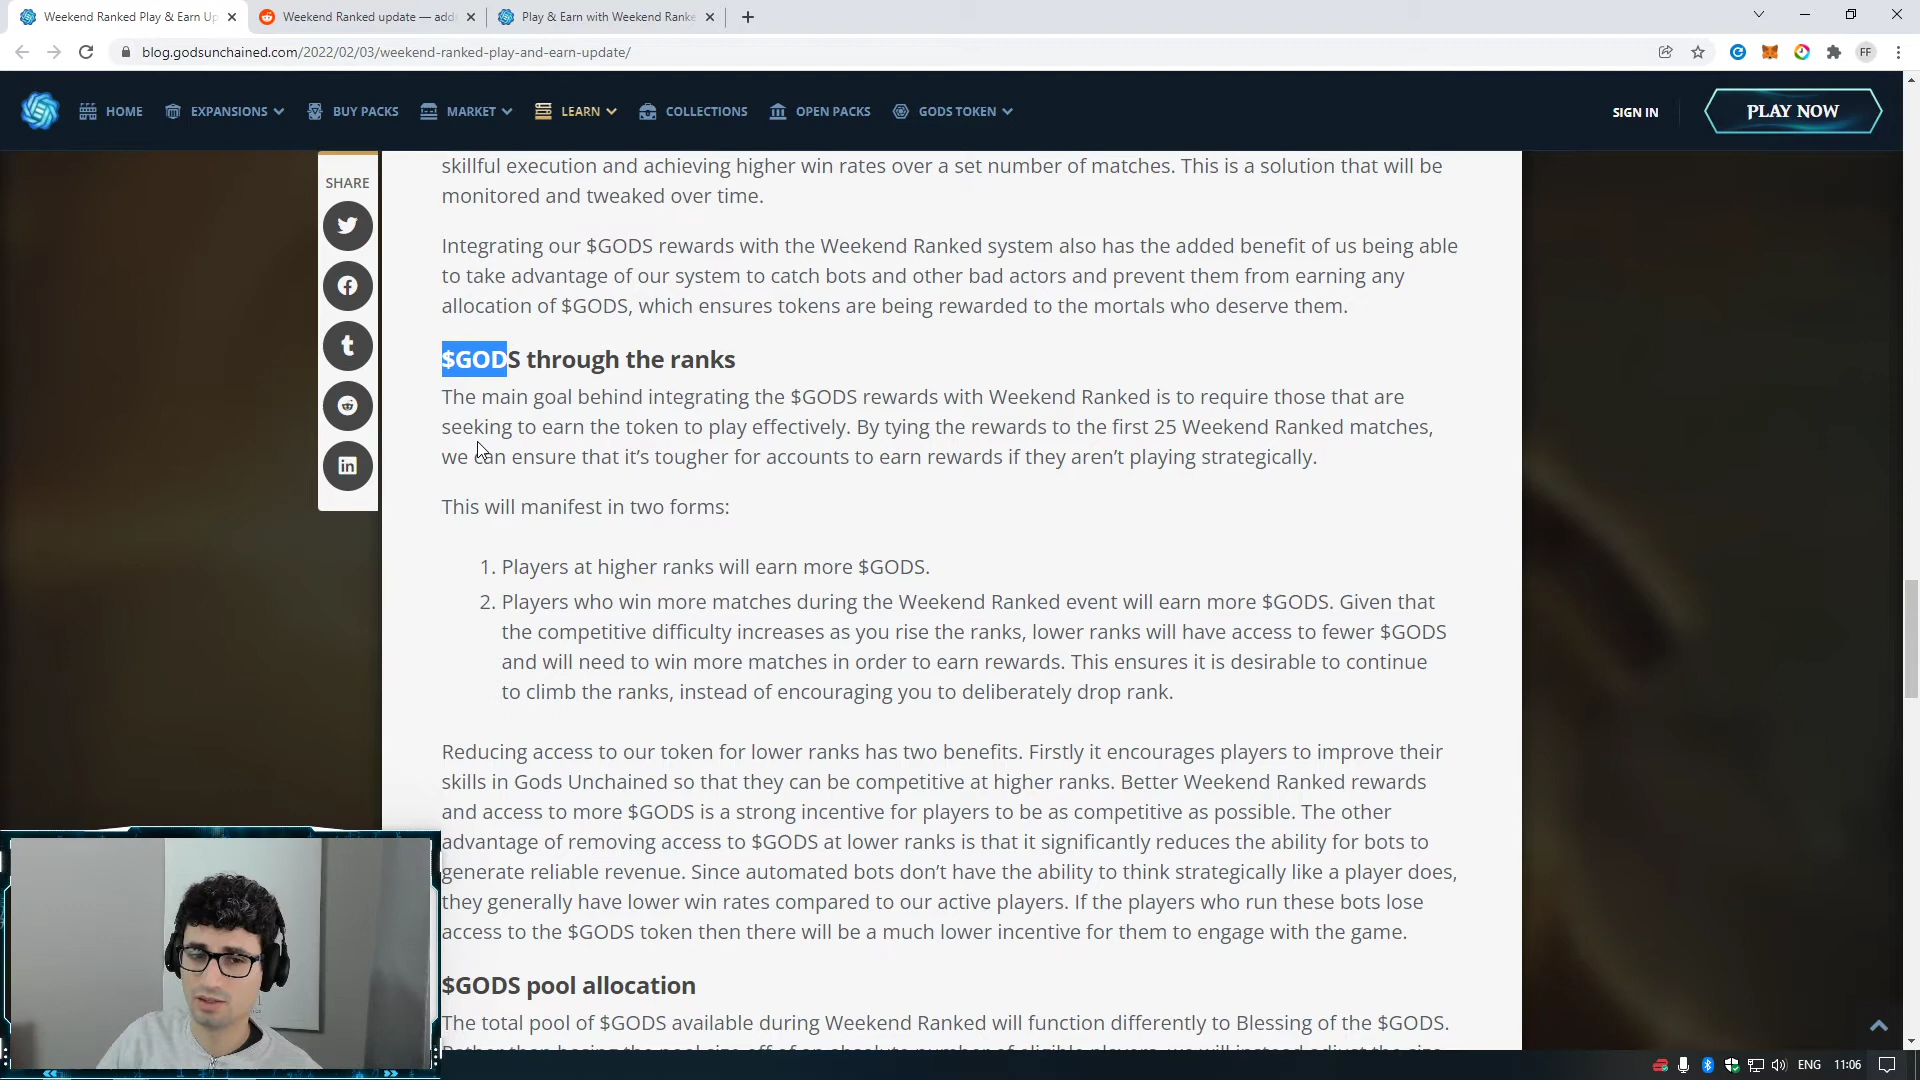 Weekend Ranked Play & Earn Up
Weekend Ranked update — add
Play & Earn with Weekend Ranke
blog.godsunchained.com/2022/02/03/weekend-ranked-play-and-earn-update/
FF
HOME
EXPANSIONS
BUY PACKS
MARKET
LEARN
COLLECTIONS
OPEN PACKS
GODS TOKEN
SIGN IN
PLAY NOW
SHARE
skillful execution and achieving higher win rates over a set number of matches. This is a solution that will be
monitored and tweaked over time.
Integrating our $GODS rewards with the Weekend Ranked system also has the added benefit of us being able
to take advantage of our system to catch bots and other bad actors and prevent them from earning any
allocation of $GODS, which ensures tokens are being rewarded to the mortals who deserve them.
$GODS through the ranks
The main goal behind integrating the $GODS rewards with Weekend Ranked is to require those that are
seeking to earn the token to play effectively. By tying the rewards to the first 25 Weekend Ranked matches,
we can ensure that it’s tougher for accounts to earn rewards if they aren’t playing strategically.
This will manifest in two forms:
1. Players at higher ranks will earn more $GODS.
2. Players who win more matches during the Weekend Ranked event will earn more $GODS. Given that
the competitive difficulty increases as you rise the ranks, lower ranks will have access to fewer $GODS
and will need to win more matches in order to earn rewards. This ensures it is desirable to continue
to climb the ranks, instead of encouraging you to deliberately drop rank.
Reducing access to our token for lower ranks has two benefits. Firstly it encourages players to improve their
skills in Gods Unchained so that they can be competitive at higher ranks. Better Weekend Ranked rewards
and access to more $GODS is a strong incentive for players to be as competitive as possible. The other
advantage of removing access to $GODS at lower ranks is that it significantly reduces the ability for bots to
generate reliable revenue. Since automated bots don’t have the ability to think strategically like a player does,
they generally have lower win rates compared to our active players. If the players who run these bots lose
access to the $GODS token then there will be a much lower incentive for them to engage with the game.
$GODS pool allocation
The total pool of $GODS available during Weekend Ranked will function differently to Blessing of the $GODS.
ENG
11:06